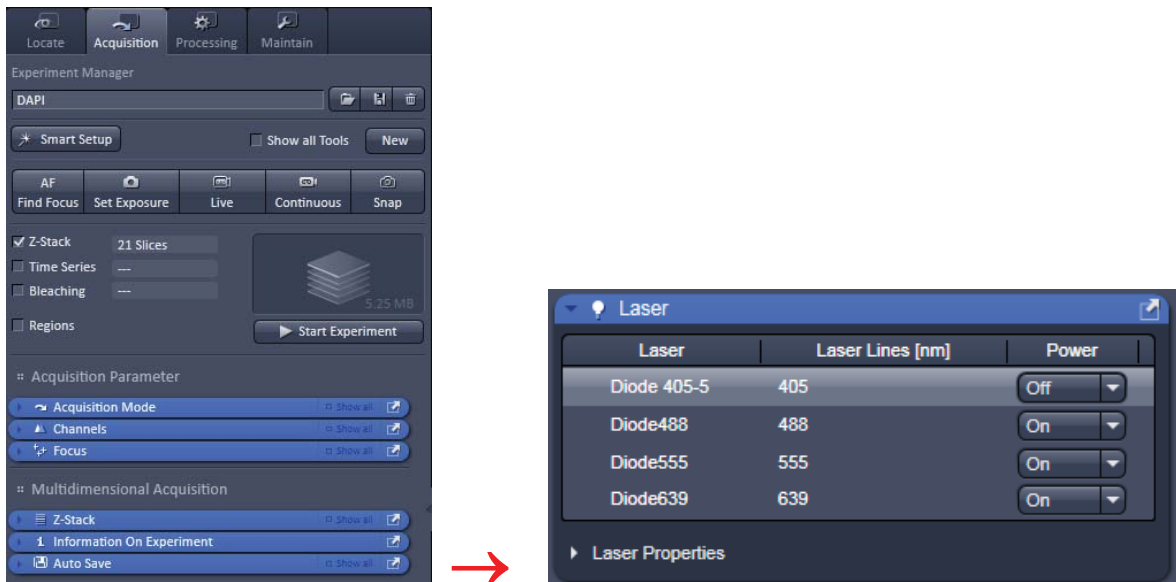 Locate Acquisition Processing Maintain
Experiment Manager
DAPI
Smart Setup Show all Tools New
AF
Find Focus Set Exposure Live Continuous Snap
Z-Stack 21 Slices
Time Series ---
Bleaching ---
5.25 MB
Regions
Start Experiment
Acquisition Parameter
Acquisition Mode Show all
Channels Show all
Focus Show all
Multidimensional Acquisition
Z-Stack Show all
Information On Experiment
Auto Save Show all
Laser
Laser Laser Lines [nm] Power
Diode 405-5 405 Off
Diode488 488 On
Diode555 555 On
Diode639 639 On
Laser Properties